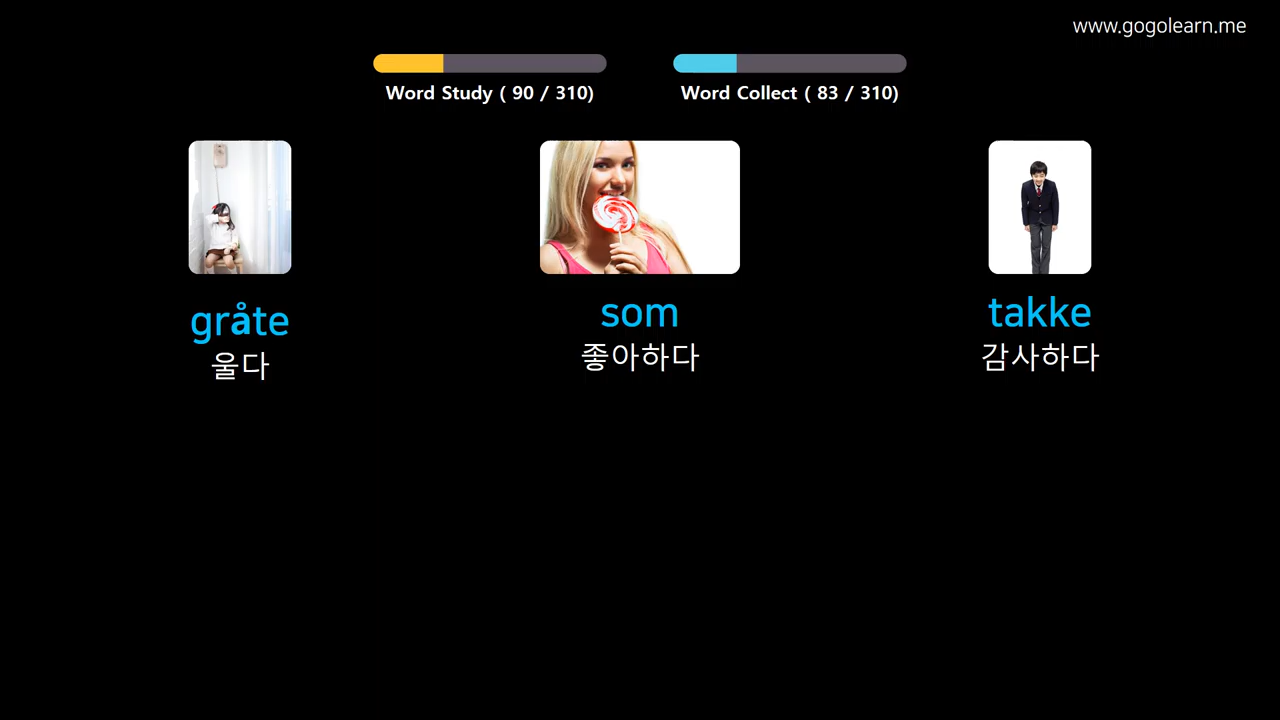 www.gogolearn.me
Word Study ( 90 / 310)
Word Collect ( 83 / 310)
gråte
울다
som
좋아하다
takke
감사하다